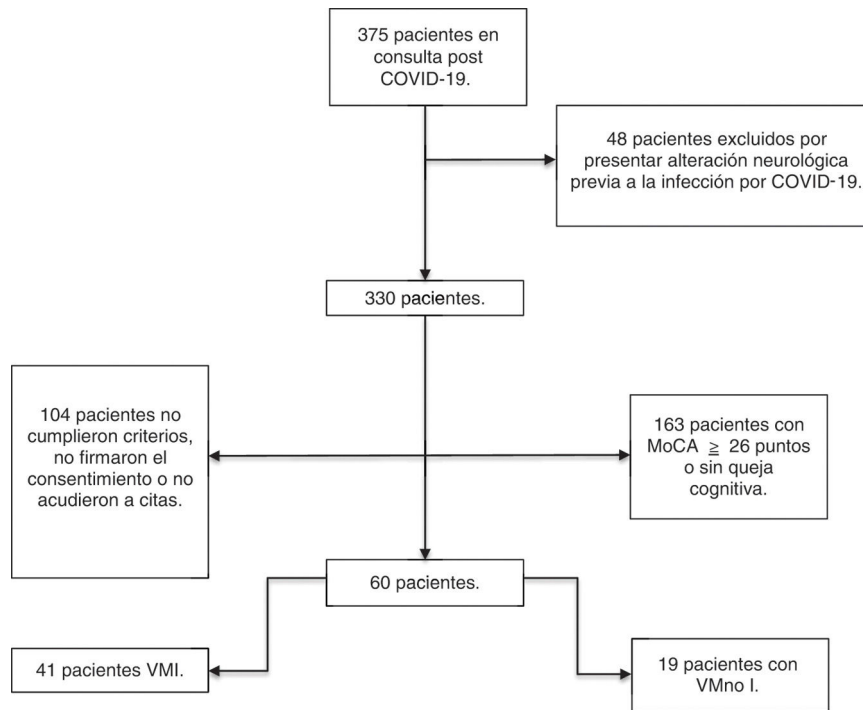 375 pacientes en
consulta post
COVID-19.
48 pacientes excluidos por
presentar alteración neurológica
previa a la infección por COVID-19.
330 pacientes.
104 pacientes no
cumplieron criterios,
no firmaron el
consentimiento o no
acudieron a citas.
163 pacientes con
MoCA ≧ 26 puntos
o sin queja
cognitiva.
60 pacientes.
41 pacientes VMI.
19 pacientes con
VMno I.